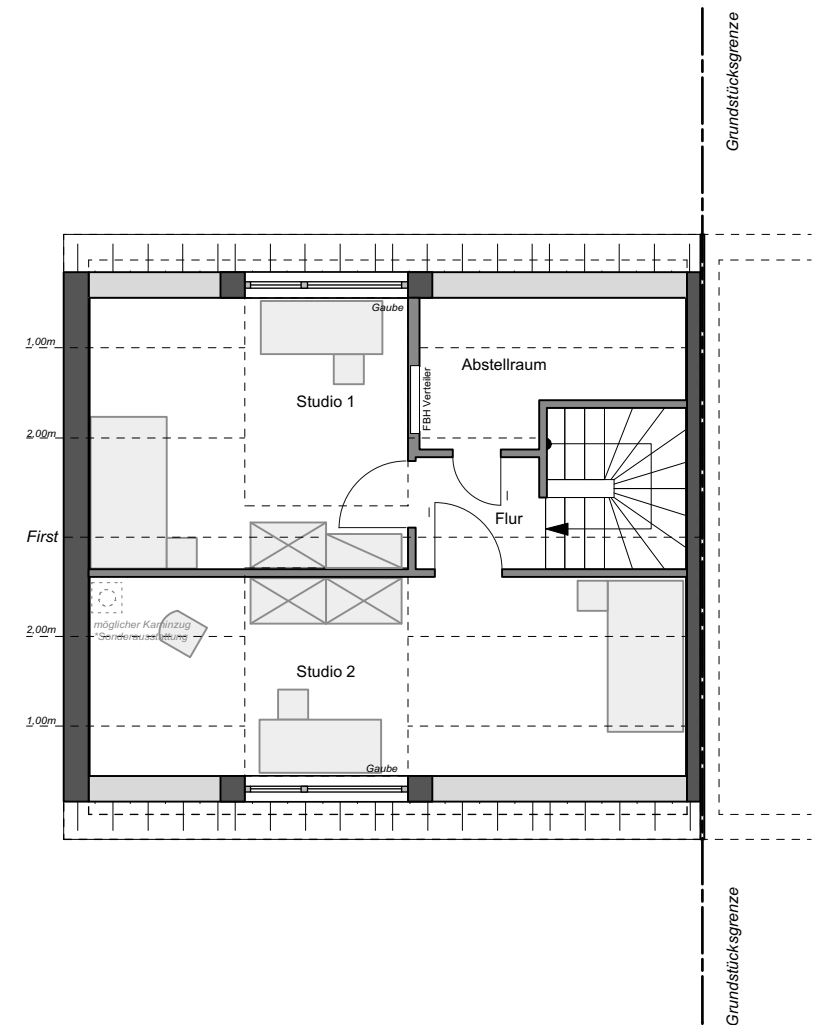 Grundstücksgrenze
Gaube
1,00m
Abstellraum
FBH Verteiler
Studio 1
2,00m
Flur
First
möglicher Kaminzug
*Sonderausstattung
2,00m
Studio 2
1,00m
Gaube
Grundstücksgrenze